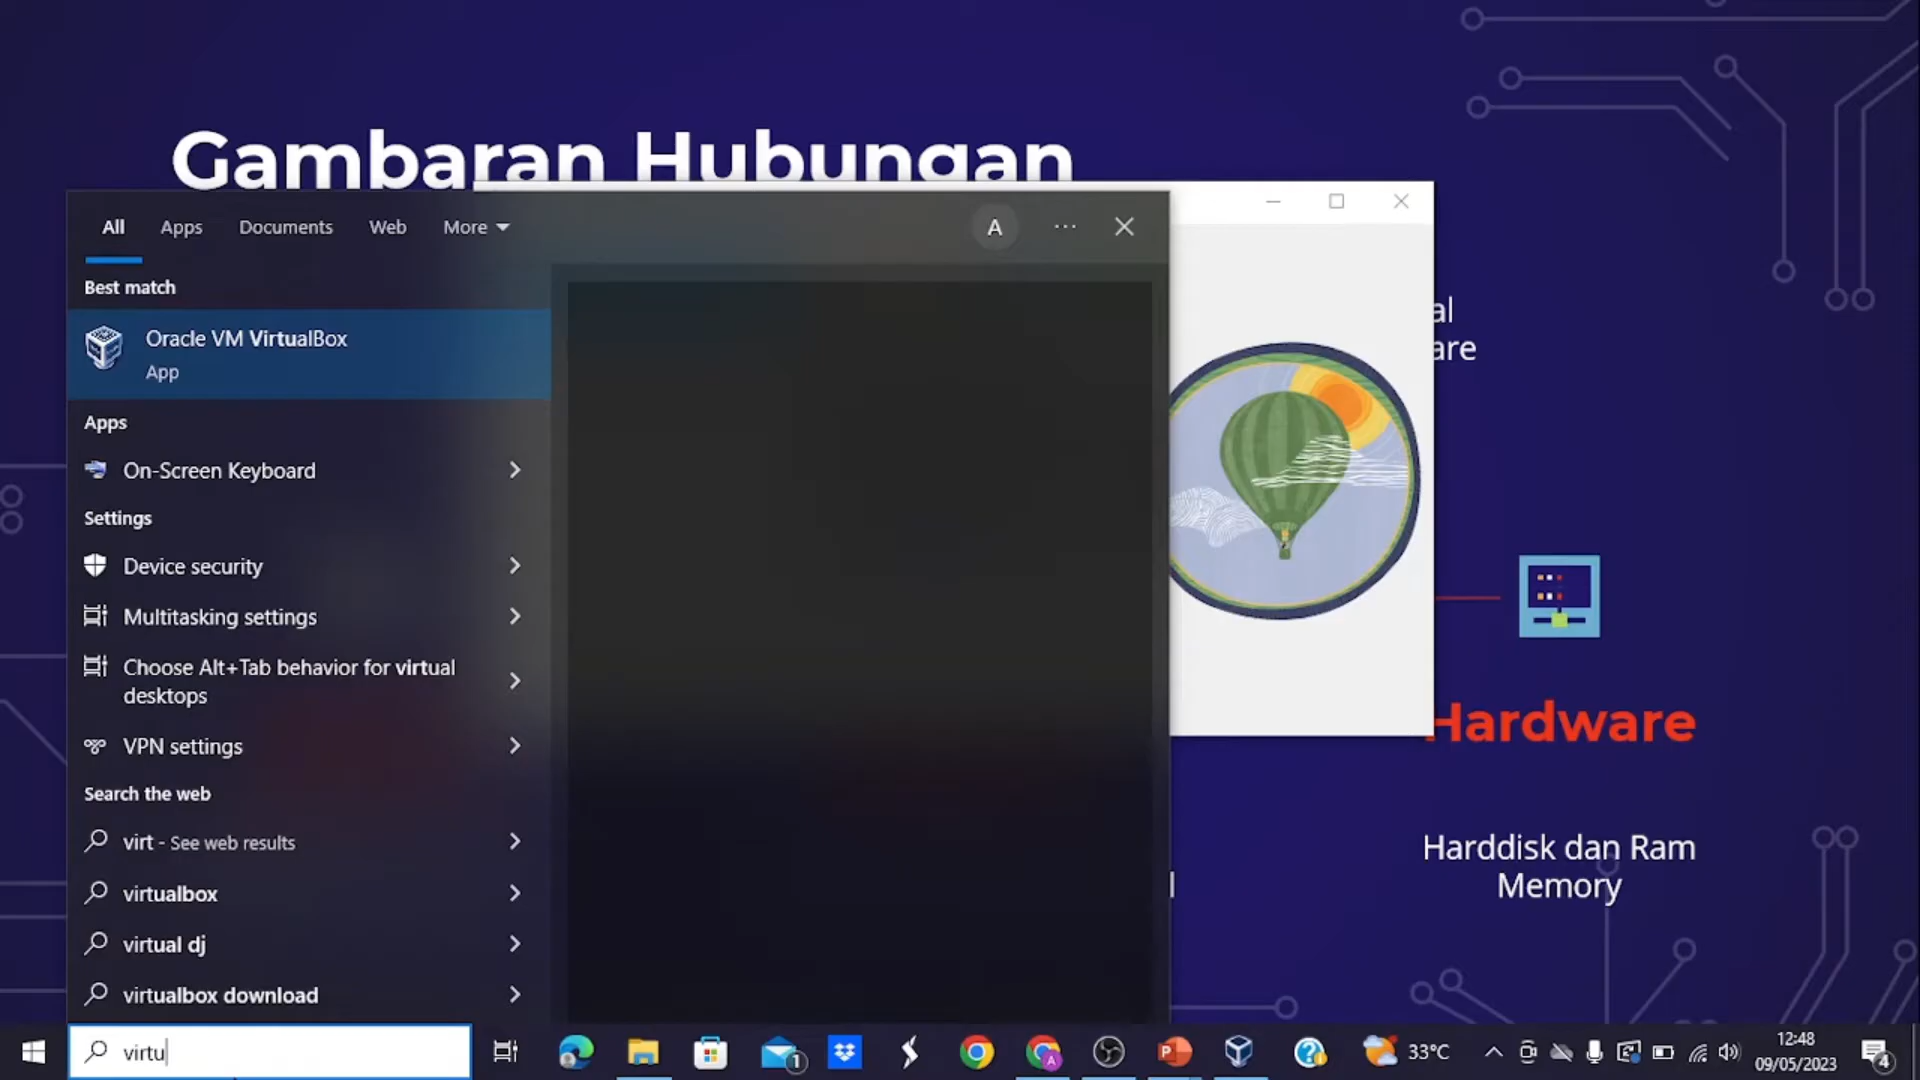 Gambaran Hubungan
All
Apps
Documents
Web
More
A
Best match
Oracle VM VirtualBox
App
Apps
On-Screen Keyboard
Settings
Device security
Multitasking settings
Choose Alt+Tab behavior for virtual
desktops
VPN settings
Search the web
virt - See web results
virtualbox
virtual dj
virtualbox download
virtu
al
are
Hardware
Harddisk dan Ram
Memory
l
1
A
P
33°C
12:48
09/05/2023
4